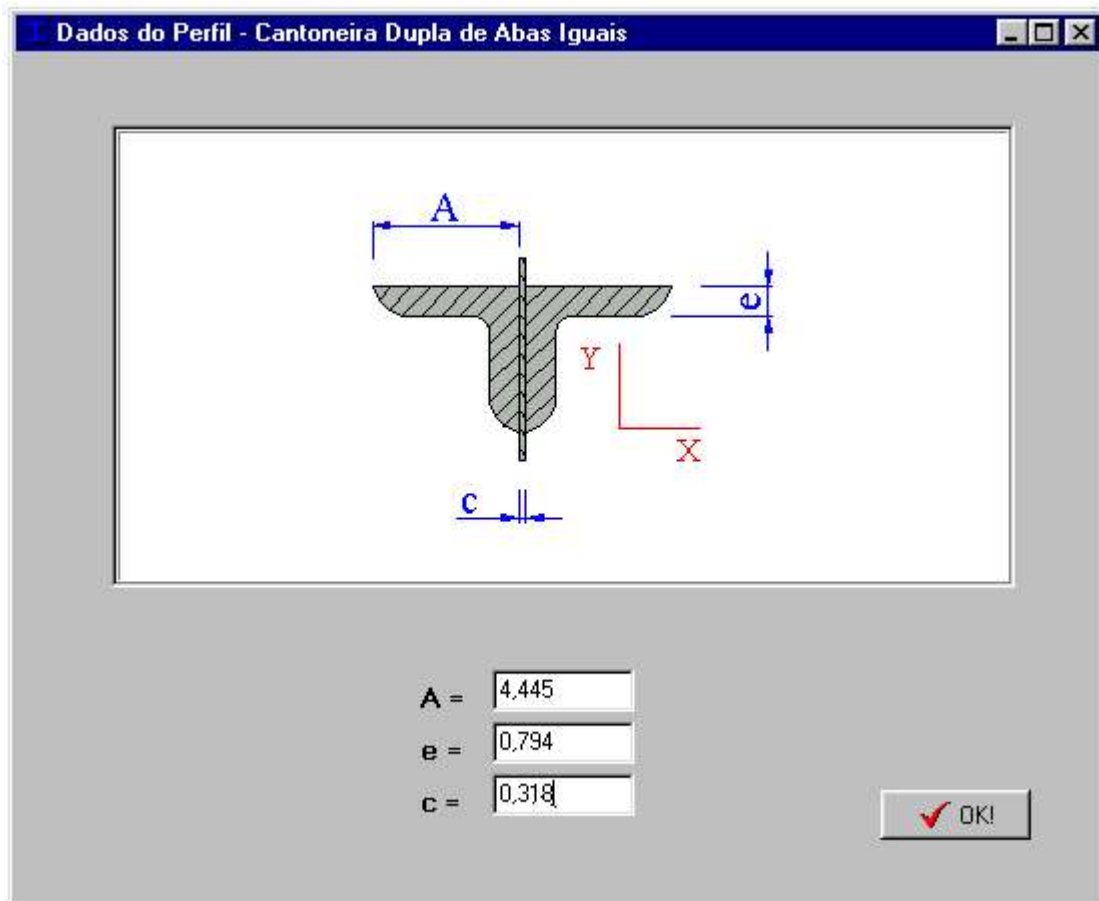 Dados do Perfil - Cantoneira Dupla de Abas Iguais
A
e
Y
X
c
A = 4,445
e = 0,794
c = 0,318
OK!